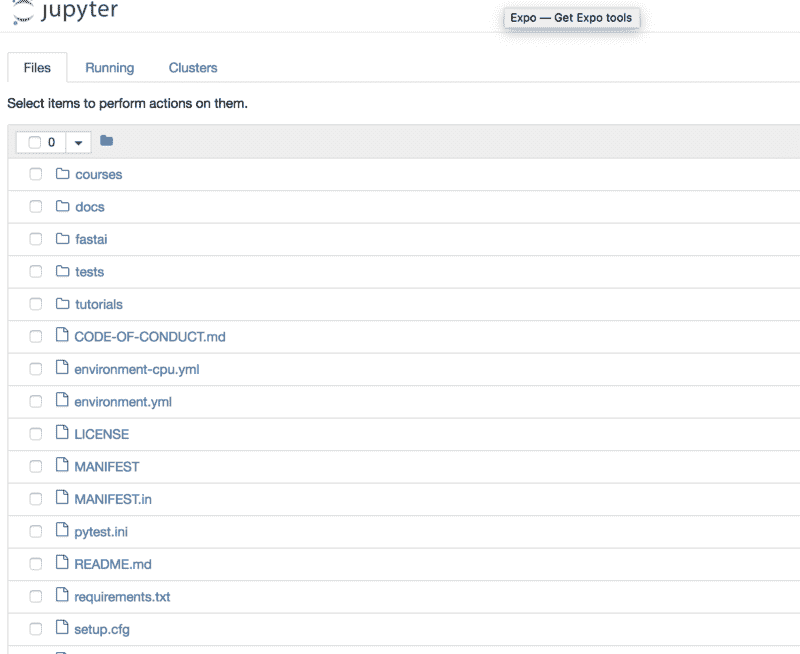 jupyter
Expo — Get Expo tools
Files Running Clusters
Select items to perform actions on them.
0
courses
docs
fastai
tests
tutorials
CODE-OF-CONDUCT.md
environment-cpu.yml
environment.yml
LICENSE
MANIFEST
MANIFEST.in
pytest.ini
README.md
requirements.txt
setup.cfg